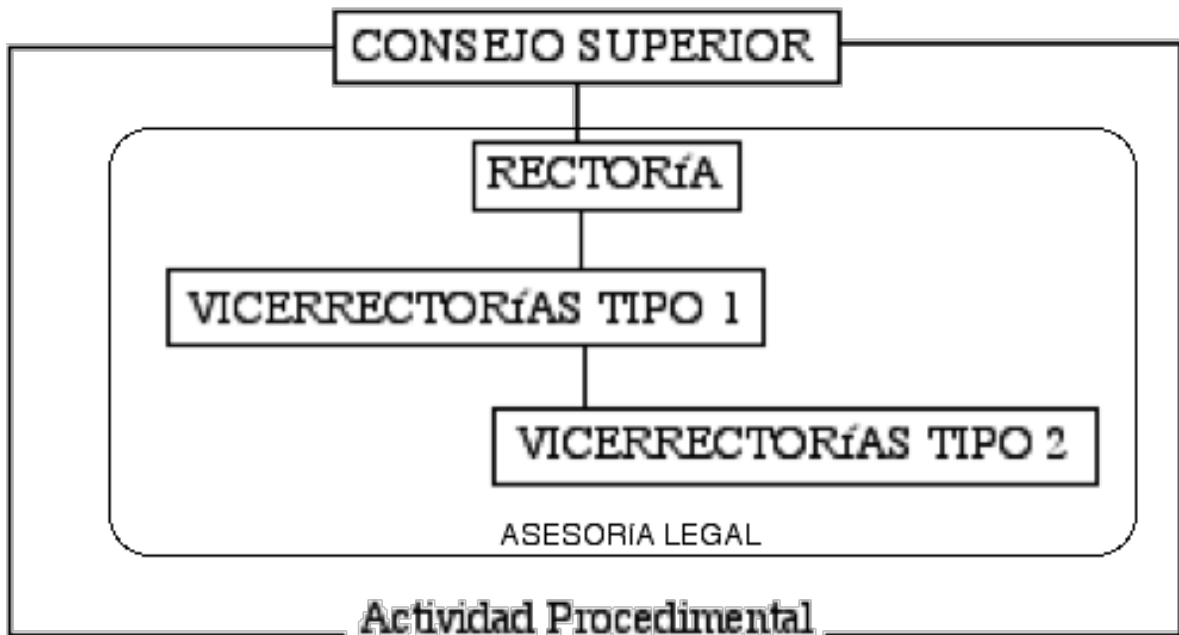 CONSEJO SUPERIOR
RECTORíA
VICERRECTORíAS TIPO 1
VICERRECTORíAS TIPO 2
ASESORíA LEGAL
Actividad Procedimental